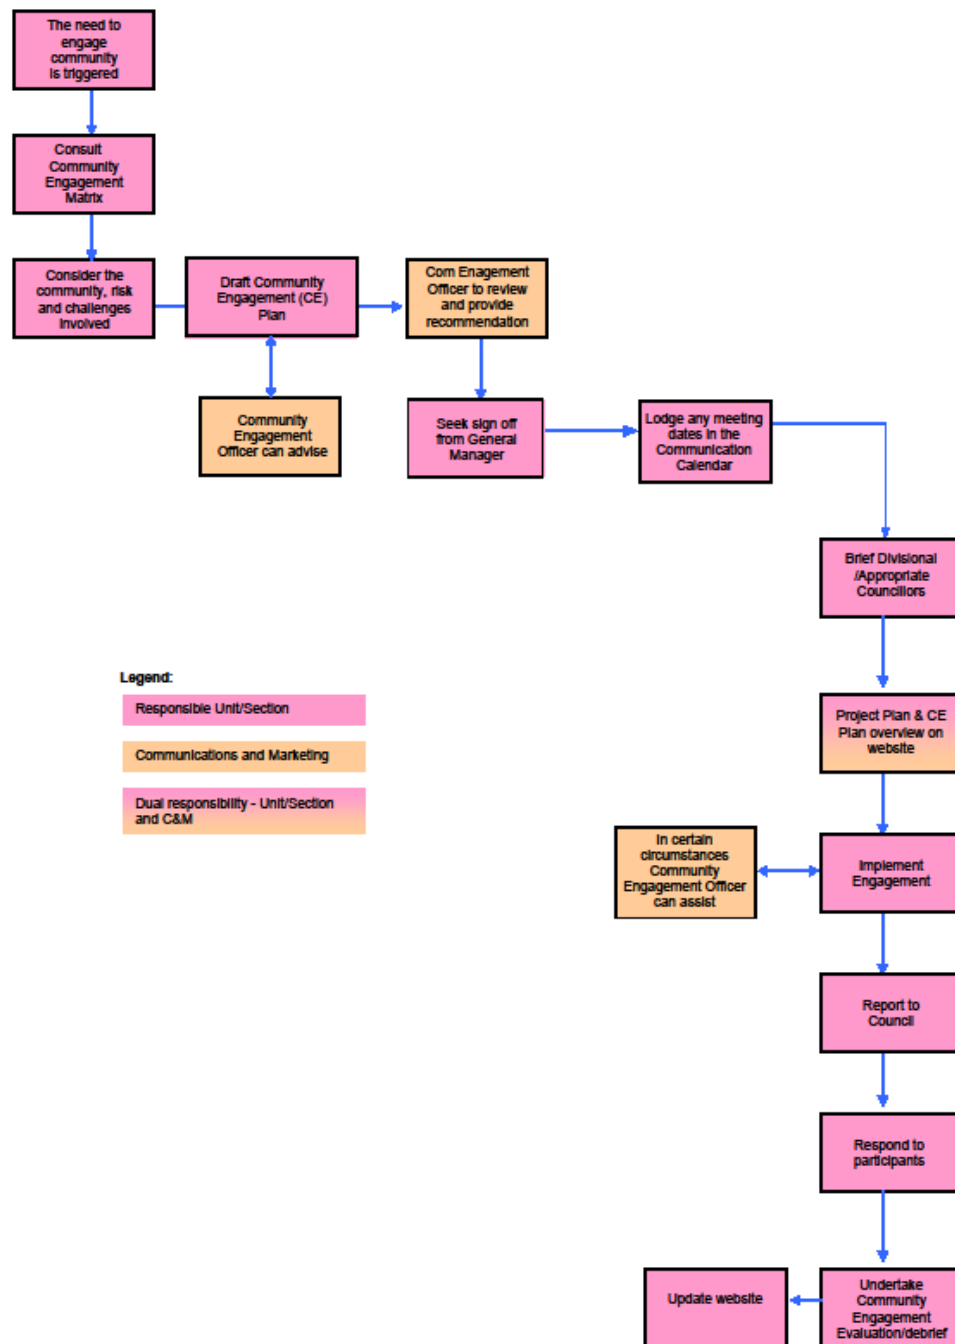 The need to
engage
community
is triggered
Consult
Community
Engagement
Matrix
Consider the
community, risk
and challenges
involved
Draft Community
Engagement (CE)
Plan
Com Enagement
Officer to review
and provide
recommendation
Community
Engagement
Officer can advise
Seek sign off
from General
Manager
Lodge any meeting
dates in the
Communication
Calendar
Brief Divisional
/Appropriate
Councillors
Legend:
Responsible Unit/Section
Communications and Marketing
Dual responsibility - Unit/Section
and C&M
Project Plan & CE
Plan overview on
website
In certain
circumstances
Community
Engagement Officer
can assist
Implement
Engagement
Report to
Council
Respond to
participants
Undertake
Community
Engagement
Evaluation/debrief
Update website